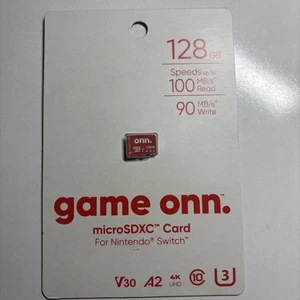 128 GB
Speeds up to
100 MB/s* Read
90 MB/s* Write
onn.
game onn.
microSDXC™ Card
For Nintendo® Switch™
V30 A2 4K UHD 10 U3